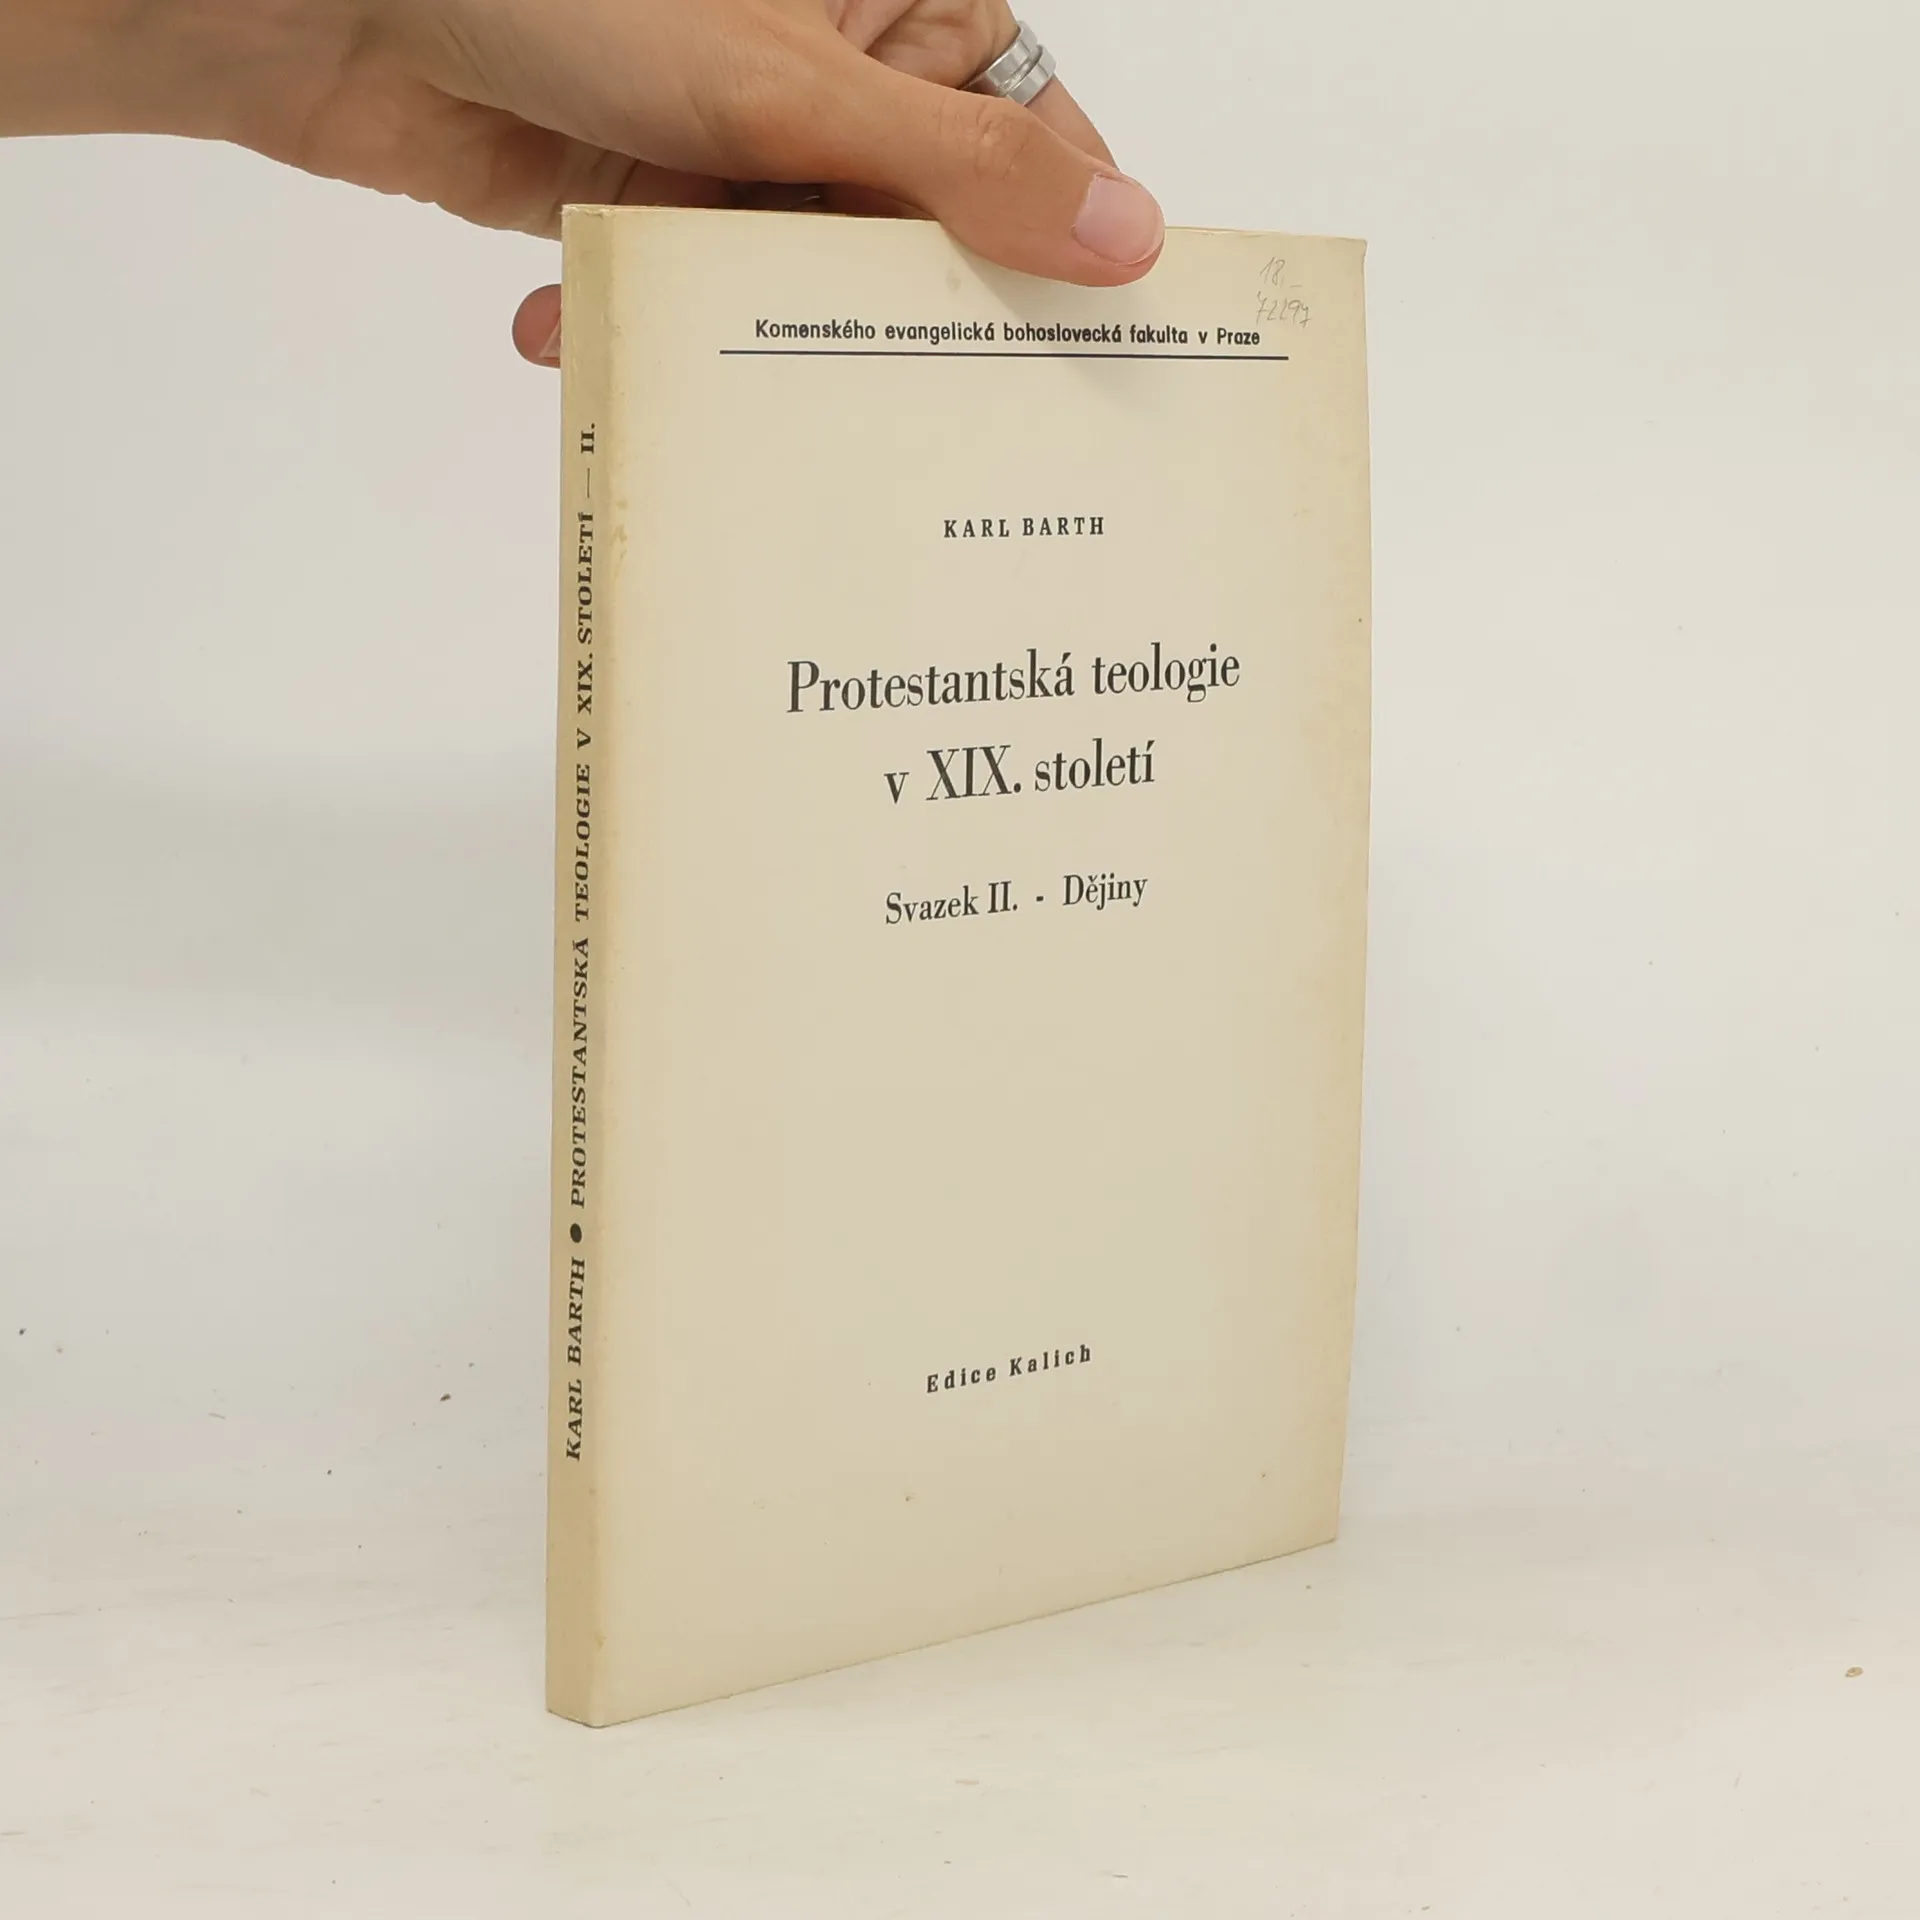 18,-
Komenského evangelická bohoslovecká fakulta v Praze
KARL BARTH
Protestantská teologie
v XIX. století
Svazek II. - Dějiny
Edice Kalich
KARL BARTH ● PROTESTANTSKÁ TEOLOGIE V XIX. STOLETÍ — II.